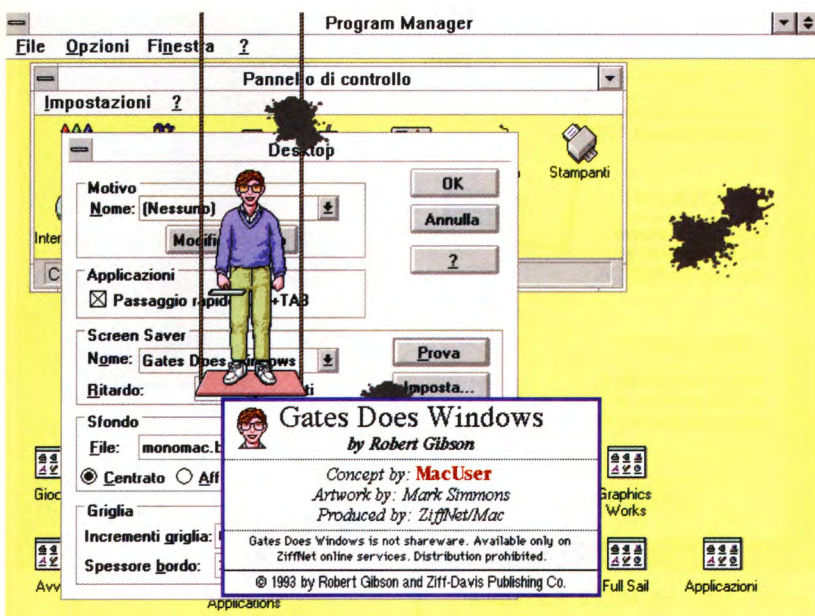 Program Manager
File Opzioni Finestra ?
Pannello di controllo
Impostazioni ?
Desktop
Stampanti
Motivo
Nome: (Nessuno)
OK
Annulla
?
Applicazioni
Passaggio +TAB
Screen Saver
Nome: Gates Does Windows
Prova
Ritardo:
Imposta...
Sfondo
File:
Centrato
Griglia
Incrementi griglia:
Spessore bordo:
Gates Does Windows
by Robert Gibson
Concept by: MacUser
Artwork by: Mark Simmons
Produced by: ZiffNet/Mac
Gates Does Windows is not shareware. Available only on
ZiffNet online services. Distribution prohibited.
© 1993 by Robert Gibson and Ziff-Davis Publishing Co.
Graphics
Works
Full Sail
Applicazioni
Applications